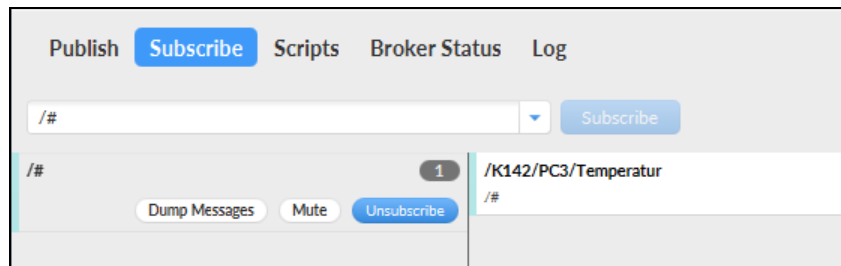 Publish Subscribe Scripts Broker Status Log
/# Subscribe
/# 1
Dump Messages Mute Unsubscribe
/K142/PC3/Temperatur
/#